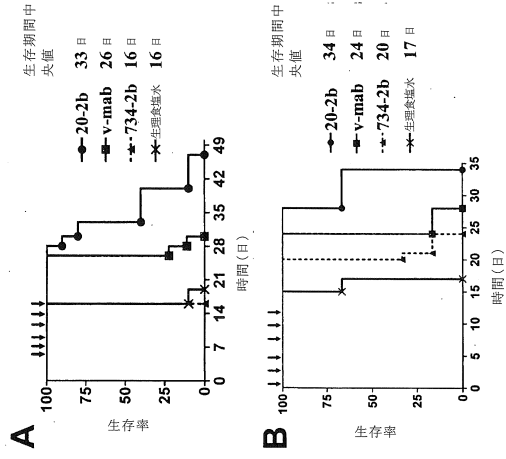 A
生存期間中
央値
20-2b 33 日
v-mab 26 日
734-2b 16 日
生理食塩水 16 日
生存率
100
75
50
25
0
0 7 14 21 28 35 42 49
時間(日)
B
生存期間中
央値
20-2b 34 日
v-mab 24 日
734-2b 20 日
生理食塩水 17 日
生存率
100
75
50
25
0
0 5 10 15 20 25 30 35
時間(日)